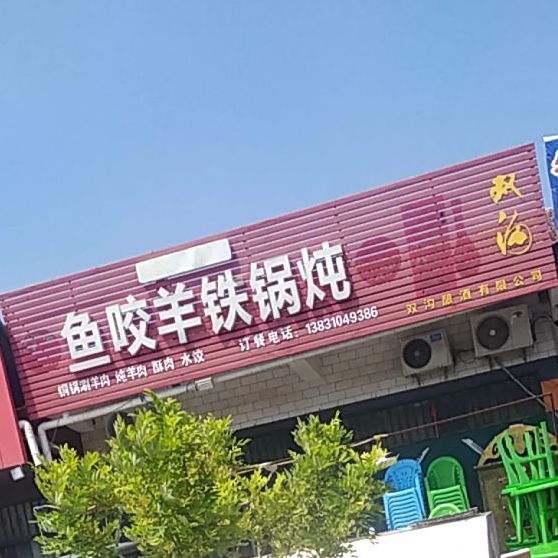 鱼咬羊铁锅炖
铜锅涮羊肉 炖羊肉 酥肉 水饺 订餐电话：13831049386
双沟
双沟酿酒有限公司